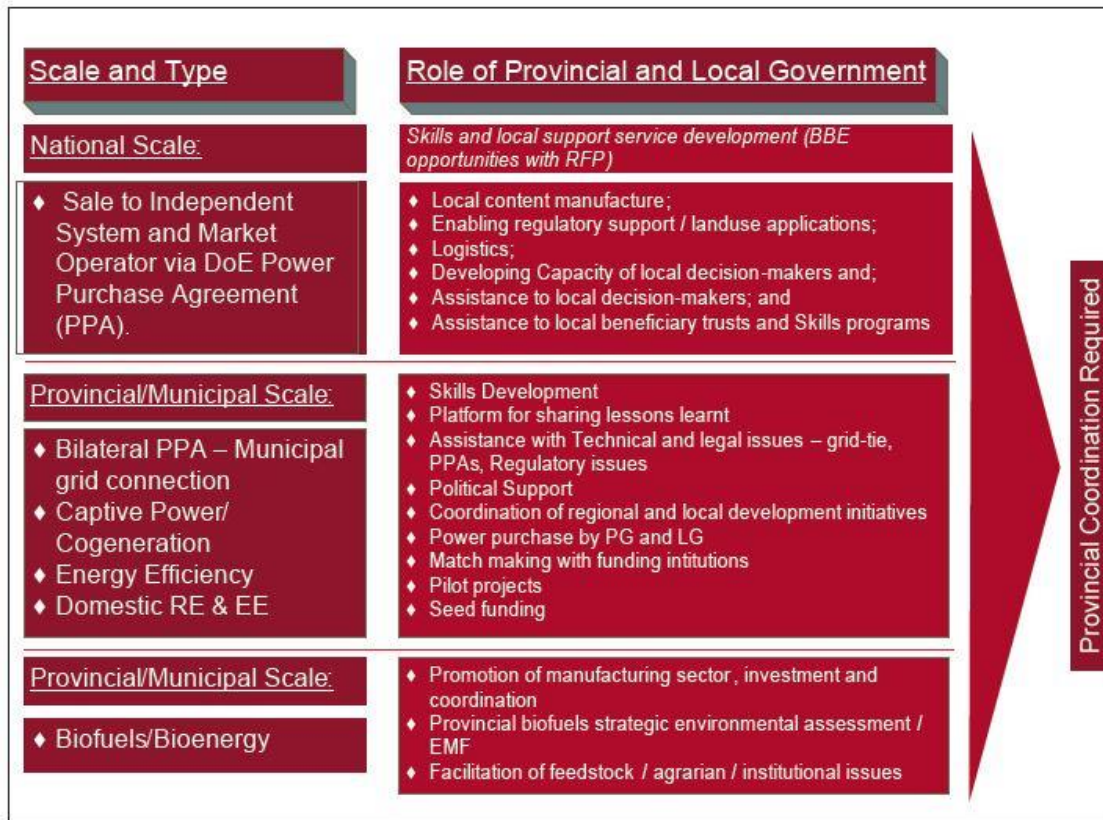 Scale and Type
Role of Provincial and Local Government
National Scale:
Skills and local support service development (BBE
opportunities with RFP)
♦ Sale to Independent
System and Market
Operator via DoE Power
Purchase Agreement
(PPA).
♦ Local content manufacture;
♦ Enabling regulatory support / landuse applications;
♦ Logistics;
♦ Developing Capacity of local decision-makers and;
♦ Assistance to local decision-makers; and
♦ Assistance to local beneficiary trusts and Skills programs
Provincial/Municipal Scale:
♦ Bilateral PPA – Municipal
grid connection
♦ Captive Power/
Cogeneration
♦ Energy Efficiency
♦ Domestic RE & EE
♦ Skills Development
♦ Platform for sharing lessons learnt
♦ Assistance with Technical and legal issues – grid-tie,
PPAs, Regulatory issues
♦ Political Support
♦ Coordination of regional and local development initiatives
♦ Power purchase by PG and LG
♦ Match making with funding intitutions
♦ Pilot projects
♦ Seed funding
Provincial/Municipal Scale:
♦ Biofuels/Bioenergy
♦ Promotion of manufacturing sector, investment and
coordination
♦ Provincial biofuels strategic environmental assessment /
EMF
♦ Facilitation of feedstock / agrarian / institutional issues
Provincial Coordination Required